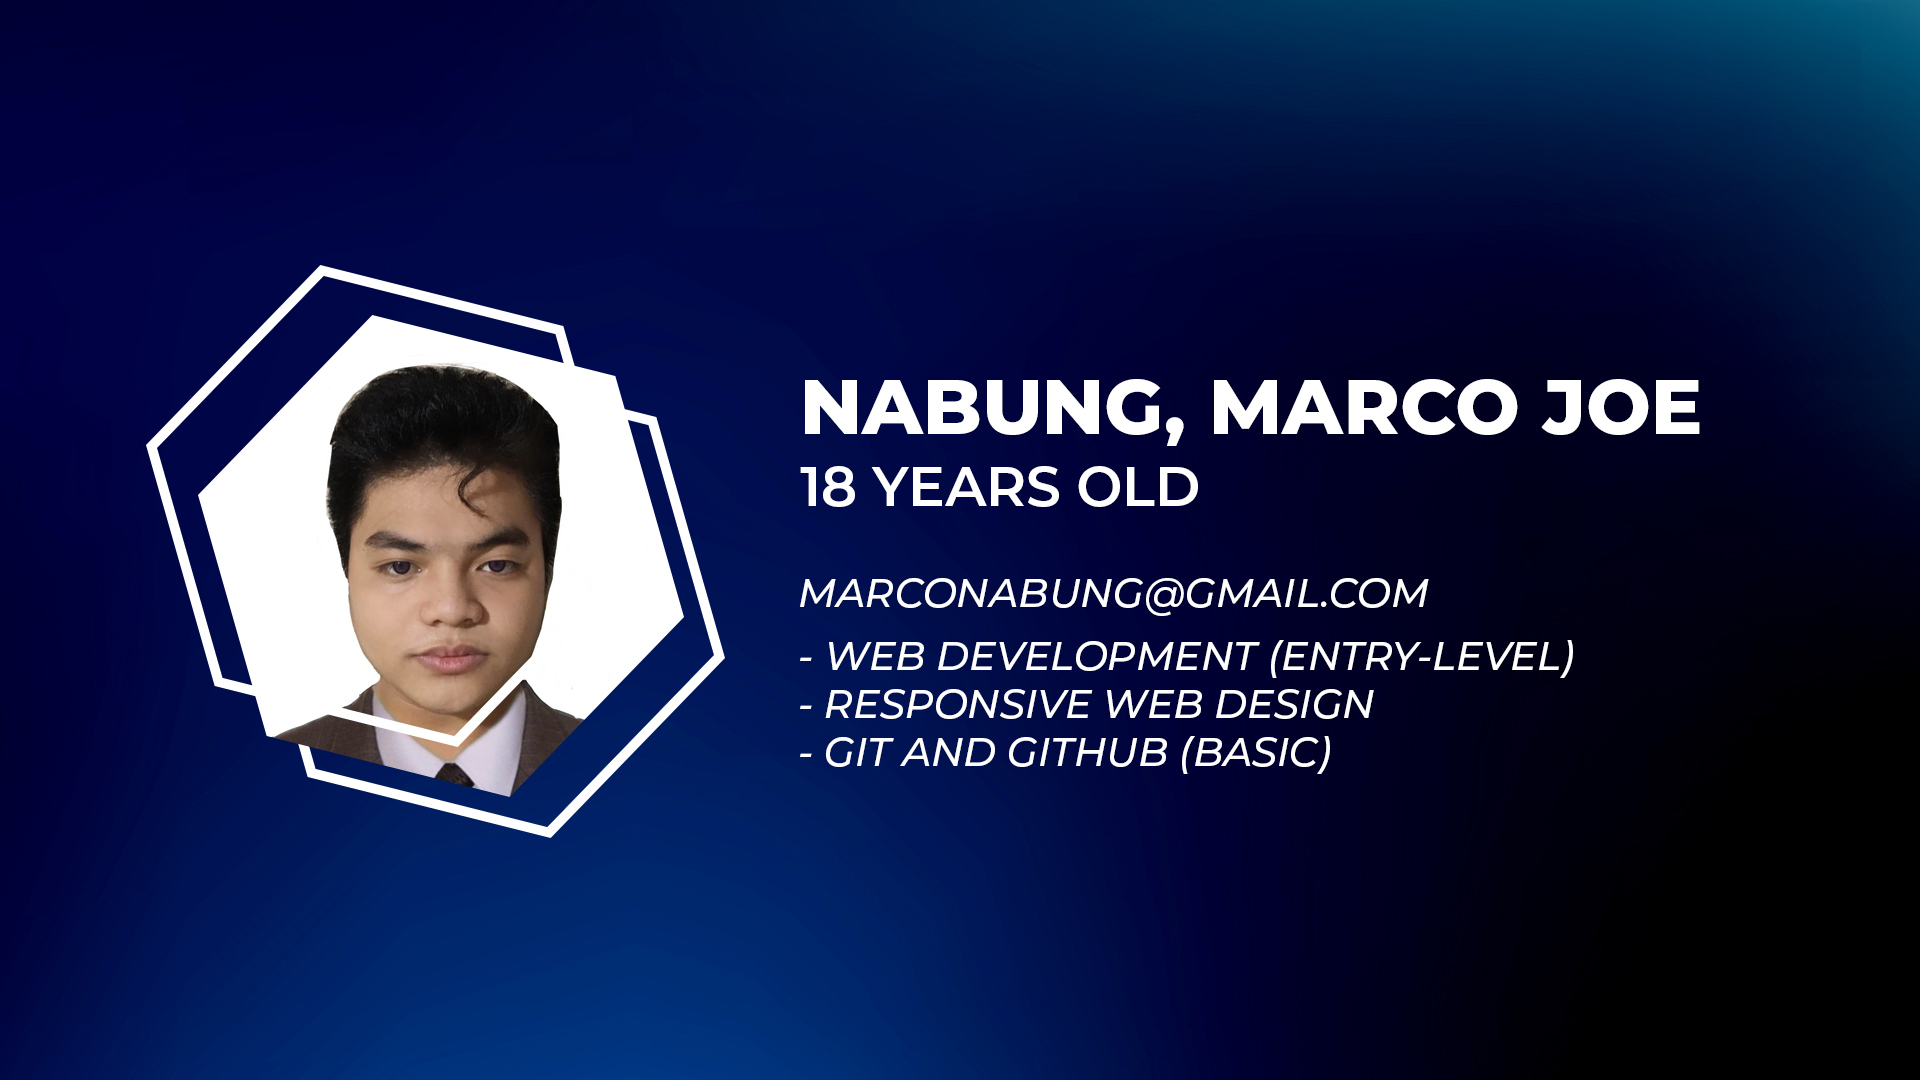 NABUNG, MARCO JOE
18 YEARS OLD
MARCONABUNG@GMAIL.COM
- WEB DEVELOPMENT (ENTRY-LEVEL)
- RESPONSIVE WEB DESIGN
- GIT AND GITHUB (BASIC)